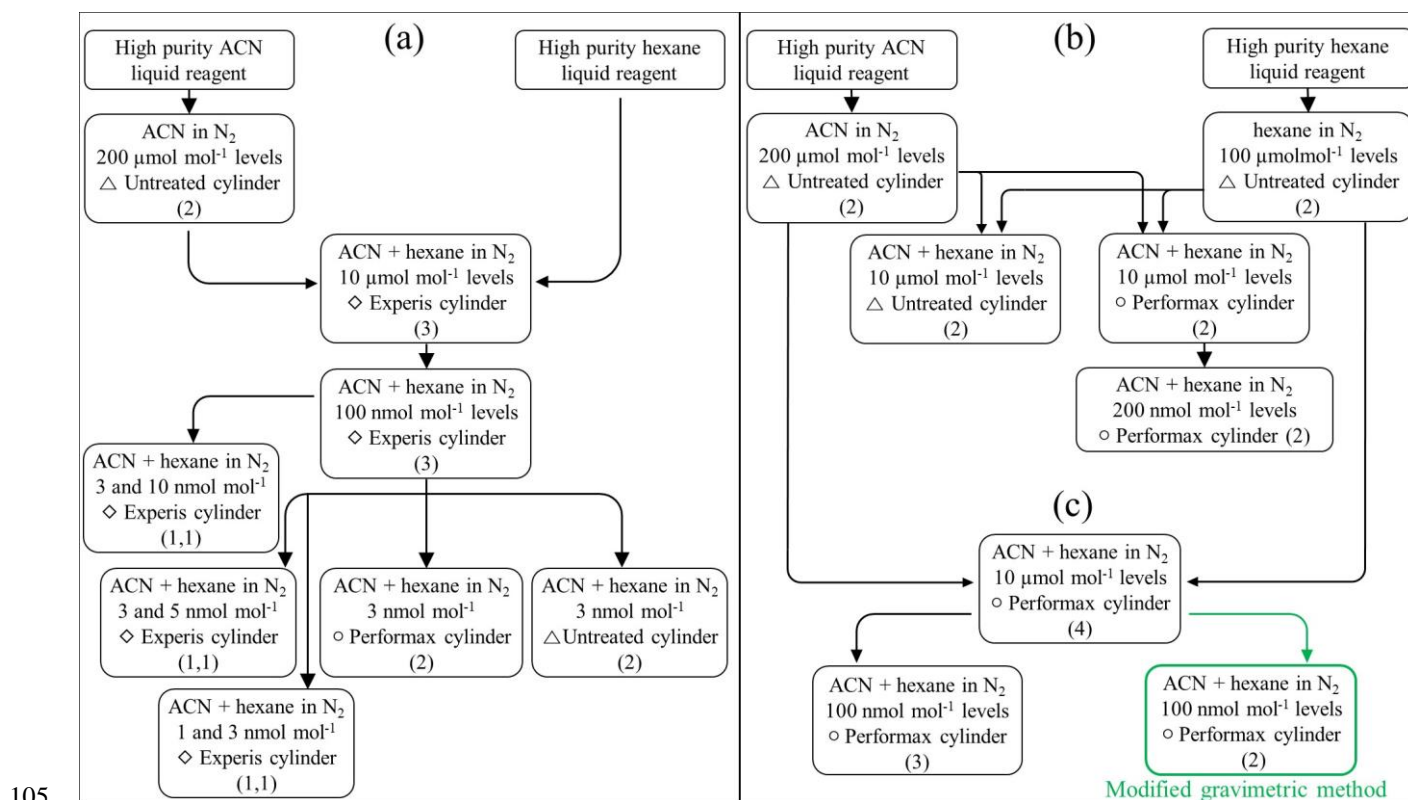 (a)
High purity ACN
liquid reagent
High purity hexane
liquid reagent
ACN in N₂
200 µmol mol⁻¹ levels
△ Untreated cylinder
(2)
ACN + hexane in N₂
10 µmol mol⁻¹ levels
◇ Experis cylinder
(3)
ACN + hexane in N₂
100 nmol mol⁻¹ levels
◇ Experis cylinder
(3)
ACN + hexane in N₂
3 and 10 nmol mol⁻¹
◇ Experis cylinder
(1,1)
ACN + hexane in N₂
3 and 5 nmol mol⁻¹
◇ Experis cylinder
(1,1)
ACN + hexane in N₂
3 nmol mol⁻¹
○ Performax cylinder
(2)
ACN + hexane in N₂
3 nmol mol⁻¹
△Untreated cylinder
(2)
ACN + hexane in N₂
1 and 3 nmol mol⁻¹
◇ Experis cylinder
(1,1)
(b)
High purity ACN
liquid reagent
High purity hexane
liquid reagent
ACN in N₂
200 µmol mol⁻¹ levels
△ Untreated cylinder
(2)
hexane in N₂
100 µmolmol⁻¹ levels
△ Untreated cylinder
(2)
ACN + hexane in N₂
10 µmol mol⁻¹ levels
△ Untreated cylinder
(2)
ACN + hexane in N₂
10 µmol mol⁻¹ levels
○ Performax cylinder
(2)
ACN + hexane in N₂
200 nmol mol⁻¹ levels
○ Performax cylinder (2)
(c)
ACN + hexane in N₂
10 µmol mol⁻¹ levels
○ Performax cylinder
(4)
ACN + hexane in N₂
100 nmol mol⁻¹ levels
○ Performax cylinder
(3)
ACN + hexane in N₂
100 nmol mol⁻¹ levels
○ Performax cylinder
(2)
Modified gravimetric method
105